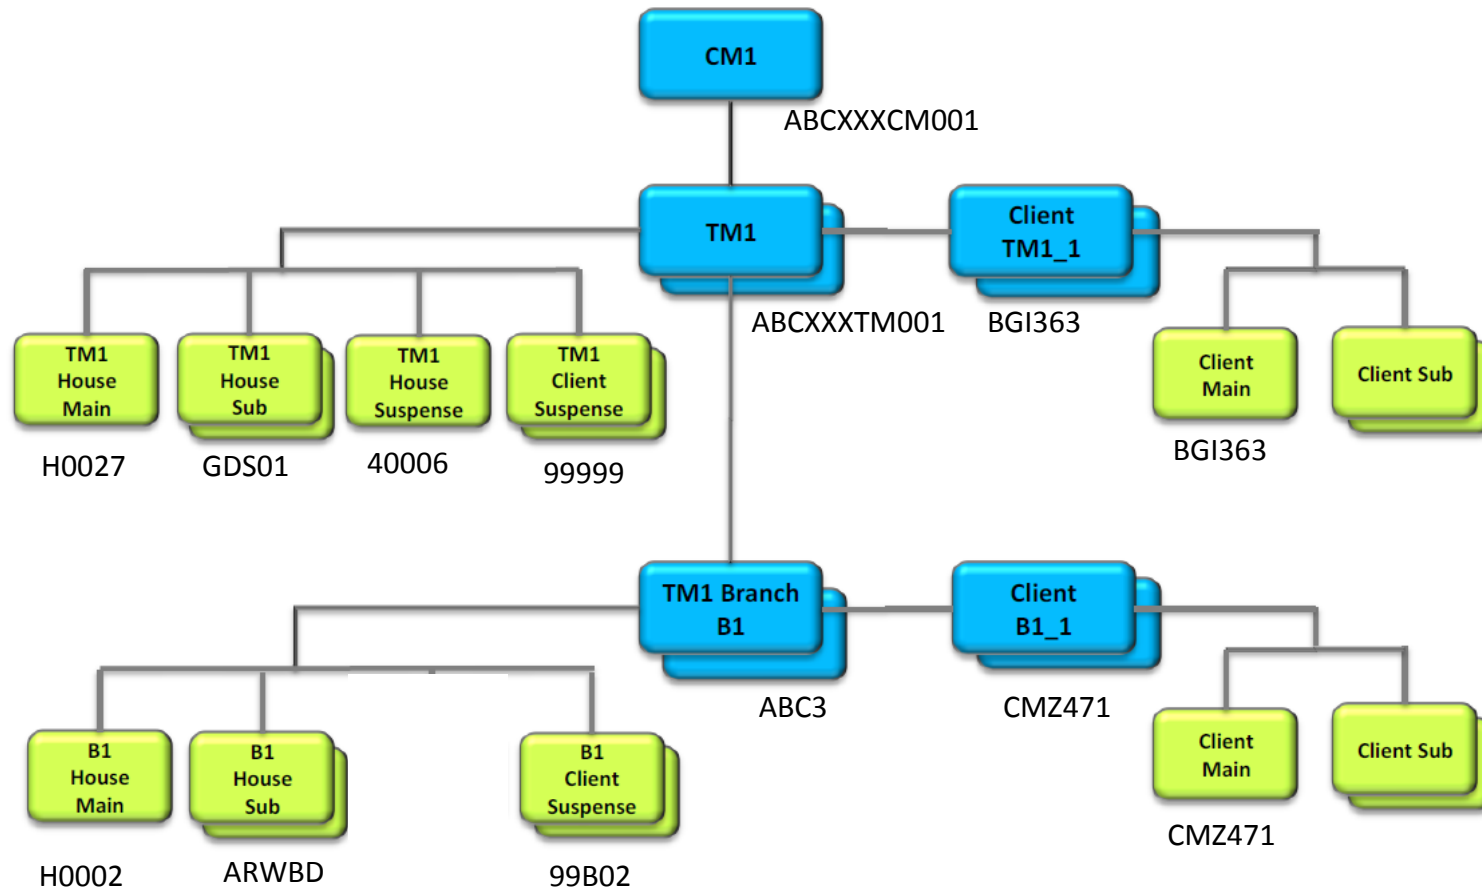 CM1
ABCXXXCM001
TM1
ABCXXXTM001
Client
TM1_1
BGI363
TM1
House
Main
H0027
TM1
House
Sub
GDS01
TM1
House
Suspense
40006
TM1
Client
Suspense
99999
Client
Main
BGI363
Client Sub
TM1 Branch
B1
ABC3
Client
B1_1
CMZ471
B1
House
Main
H0002
B1
House
Sub
ARWBD
B1
Client
Suspense
99B02
Client
Main
CMZ471
Client Sub